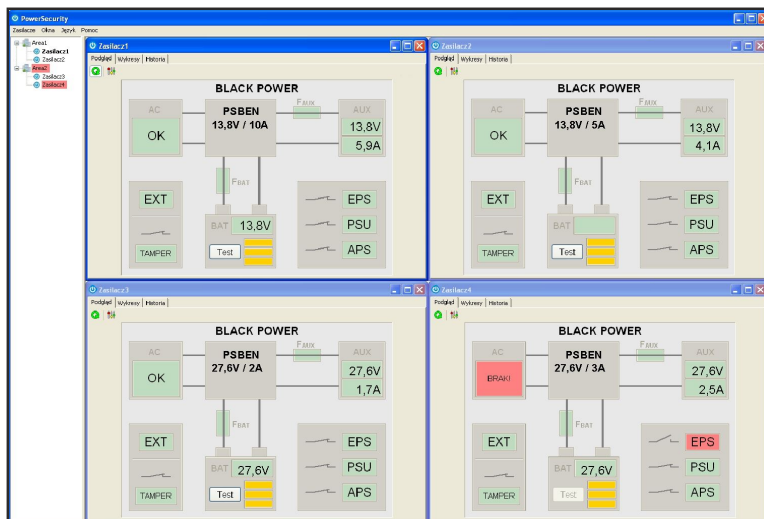 PowerSecurity
Zasilacze Okna Język Pomoc
Area1
Zasilacz1
Zasilacz2
Area2
Zasilacz3
Zasilacz4
Zasilacz1
Podgląd Wykresy Historia
BLACK POWER
AC
OK
PSBEN
13,8V / 10A
FAUX
AUX
13,8V
5,9A
FBAT
EXT
TAMPER
BAT 13,8V
Test
EPS
PSU
APS
Zasilacz2
Podgląd Wykresy Historia
BLACK POWER
AC
OK
PSBEN
13,8V / 5A
FAUX
AUX
13,8V
4,1A
FBAT
EXT
TAMPER
BAT
Test
EPS
PSU
APS
Zasilacz3
Podgląd Wykresy Historia
BLACK POWER
AC
OK
PSBEN
27,6V / 2A
FAUX
AUX
27,6V
1,7A
FBAT
EXT
TAMPER
BAT 27,6V
Test
EPS
PSU
APS
Zasilacz4
Podgląd Wykresy Historia
BLACK POWER
AC
BRAK!
PSBEN
27,6V / 3A
FAUX
AUX
27,6V
2,5A
FBAT
EXT
TAMPER
BAT 27,6V
Test
EPS
PSU
APS